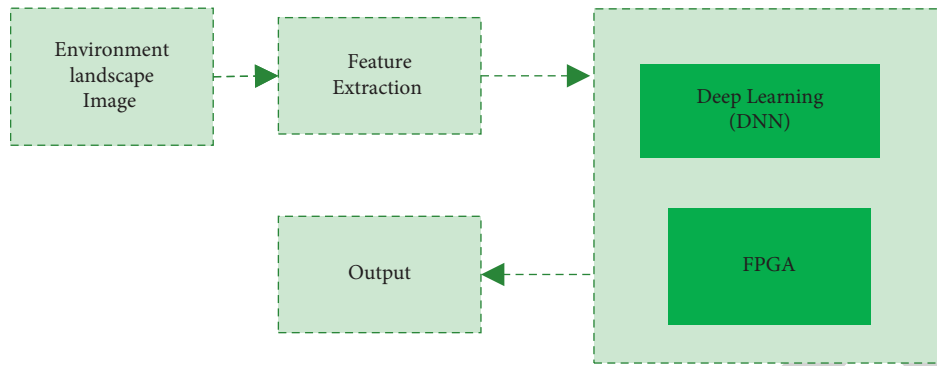 Environment
landscape
Image
Feature
Extraction
Deep Learning
(DNN)
Output
FPGA